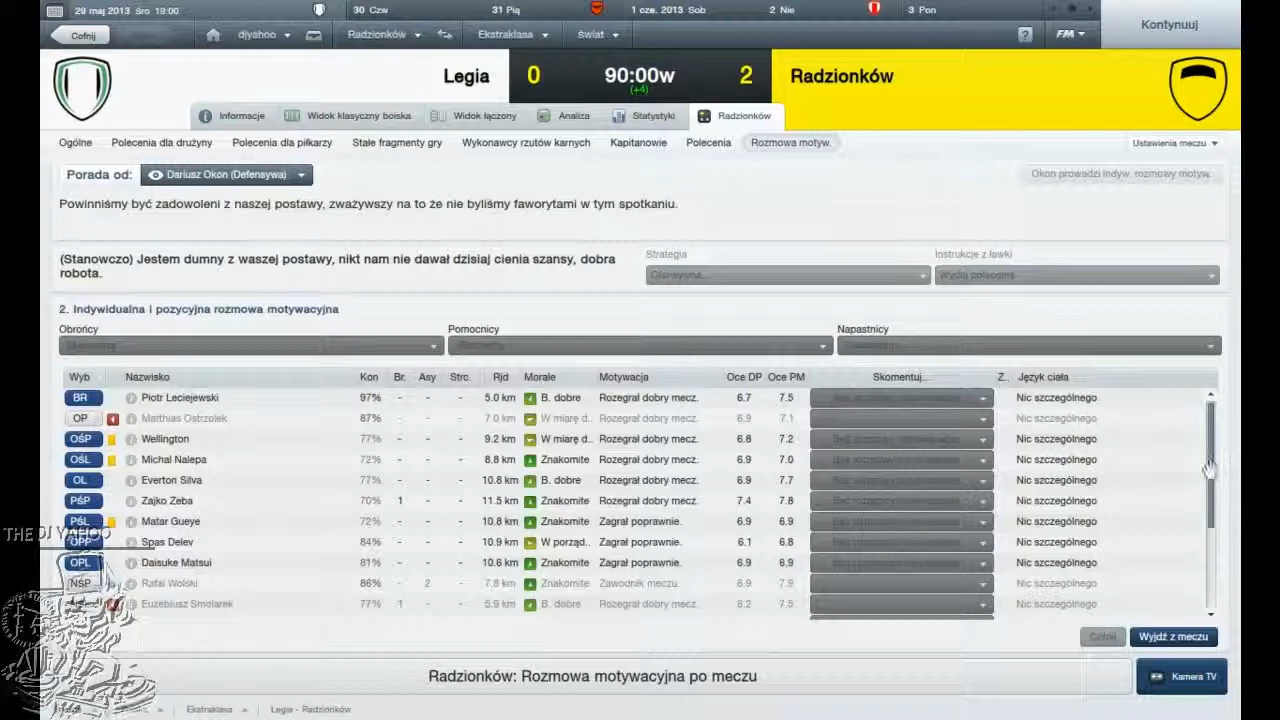 29 maj 2013 śro 19:00 30 Czw 31 Pią 1 cze. 2013 Sob 2 Nie 3 Pon
Cofnij djyahoo Radzionków Ekstraklasa Świat ? FM Kontynuuj
Legia 0 90:00w (+4) 2 Radzionków
Informacje Widok klasyczny boiska Widok łączony Analiza Statystyki Radzionków
Ogólne Polecenia dla drużyny Polecenia dla piłkarzy Stałe fragmenty gry Wykonawcy rzutów karnych Kapitanowie Polecenia Rozmowa motyw. Ustawienia meczu
Porada od: Dariusz Okon (Defensaywa) Okon prowadzi indyw. rozmowy motyw.
Powinniśmy być zadowoleni z naszej postawy, zważywszy na to że nie byliśmy faworytami w tym spotkaniu.
(Stanowczo) Jestem dumny z waszej postawy, nikt nam nie dawał dzisiaj cienia szansy, dobra
robota.
Strategia Instrukcje z ławki
Ofensywna... Wydaj polecenie
2. Indywidualna i pozycyjna rozmowa motywacyjna
Obrońcy Pomocnicy Napastnicy
Wyb Nazwisko Kon Br. Asy Strc. Rjd Morale Motywacja Oce DP Oce PM Skomentuj... Z.. Język ciała
BR Piotr Leciejewski 97% - - - 5.0 km B. dobre Rozegrał dobry mecz. 6.7 7.5 Nic szczególnego
OP Matthias Ostrzolek 87% - - - 7.0 km W miarę d.. Rozegrał dobry mecz. 6.9 7.1 Nic szczególnego
OŚP Wellington 77% - - - 9.2 km W miarę d.. Rozegrał dobry mecz. 6.8 7.2 Nic szczególnego
OŚL Michał Nalepa 72% - - - 8.8 km Znakomite Rozegrał dobry mecz. 6.9 7.0 Nic szczególnego
OL Everton Silva 77% - - - 10.8 km B. dobre Rozegrał dobry mecz. 6.9 7.7 Nic szczególnego
PŚP Zajko Zeba 70% 1 - - 11.5 km Znakomite Rozegrał dobry mecz. 7.4 7.8 Nic szczególnego
PŚL Matar Gueye 72% - - - 10.8 km Znakomite Zagrał poprawnie. 6.9 6.9 Nic szczególnego
OPP Spas Delev 84% - - - 10.9 km W porząd.. Zagrał poprawnie. 6.1 6.8 Nic szczególnego
OPL Daisuke Matsui 81% - - - 10.6 km Znakomite Zagrał poprawnie. 6.9 6.9 Nic szczególnego
NŚP Rafał Wolski 86% - 2 - 7.8 km Znakomite Zawodnik meczu. 6.9 7.9 Nic szczególnego
Euzebiusz Smolarek 77% 1 - - 5.9 km B. dobre Rozegrał dobry mecz. 8.2 7.5 Nic szczególnego
THE DJ YAHOO
Cofnij Wyjdź z meczu
Radzionków: Rozmowa motywacyjna po meczu Kamera TV
Ekstraklasa Legia - Radzionków